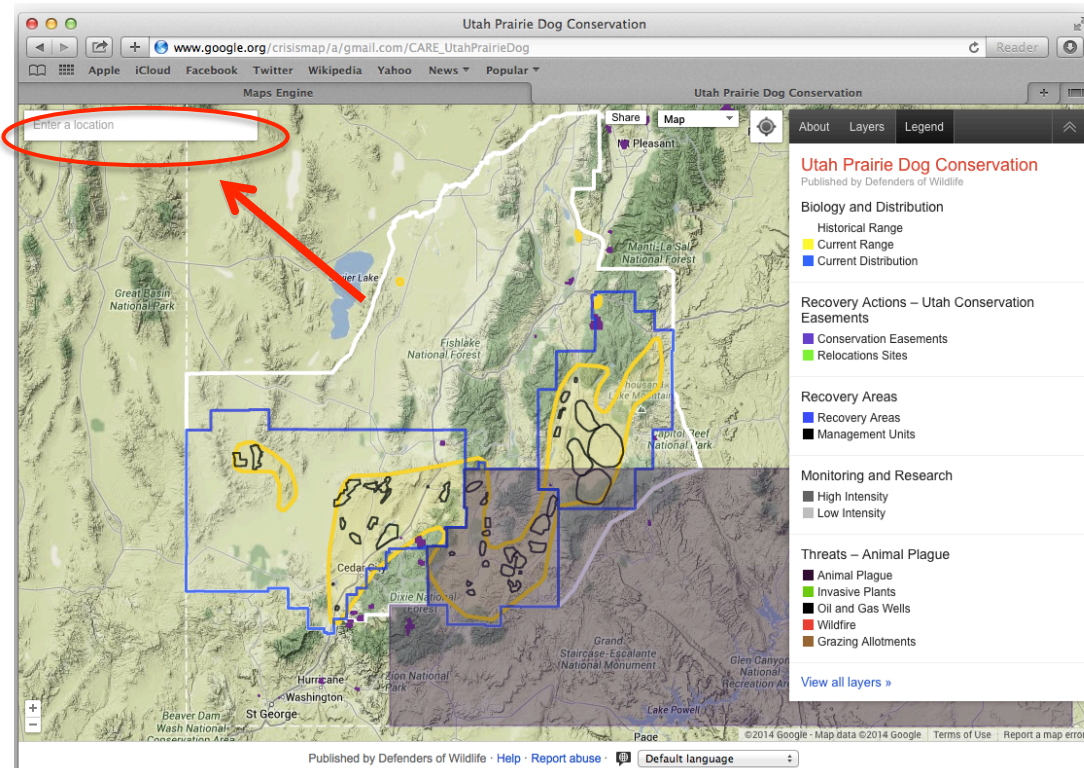 Utah Prairie Dog Conservation
www.google.org/crisismap/a/gmail.com/CARE_UtahPrairieDog
Reader
Apple iCloud Facebook Twitter Wikipedia Yahoo News Popular
Maps Engine
Utah Prairie Dog Conservation
Enter a location
Share
Map
About
Layers
Legend
Utah Prairie Dog Conservation
Published by Defenders of Wildlife
Biology and Distribution
Historical Range
Current Range
Current Distribution
Recovery Actions – Utah Conservation
Easements
Conservation Easements
Relocations Sites
Recovery Areas
Recovery Areas
Management Units
Monitoring and Research
High Intensity
Low Intensity
Threats – Animal Plague
Animal Plague
Invasive Plants
Oil and Gas Wells
Wildfire
Grazing Allotments
View all layers »
Pleasant
Manti-La Sal
National Forest
Lake
Great Basin
National Park
Fishlake
National Forest
Lake Mountain
Capitol Reef
National Park
Cedar City
Dixie National
Forest
Grand
Staircase-Escalante
National Monument
Glen Canyon
National
Recreation
Zion National
Park
Hurricane
Washington
St George
Lake Powell
Beaver Dam
Wash National
Conservation Area
Page
+
−
©2014 Google - Map data ©2014 Google
Terms of Use
Report a map error
Published by Defenders of Wildlife · Help · Report abuse ·
Default language